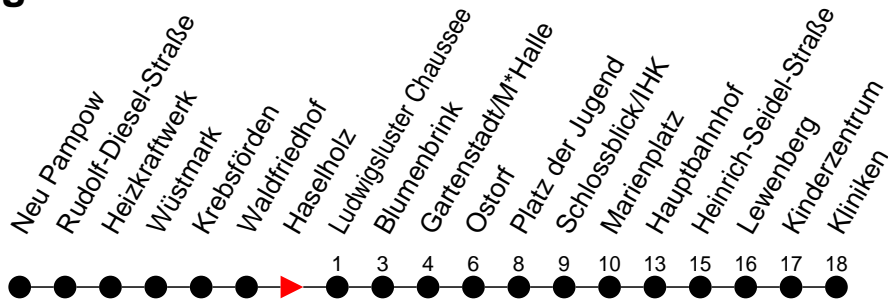 Neu Pampow
Rudolf-Diesel-Straße
Heizkraftwerk
Wüstmark
Krebsförden
Waldfriedhof
Haselholz
Ludwigsluster Chaussee
Blumenbrink
Gartenstadt/M*Halle
Ostorf
Platz der Jugend
Schlossblick/IHK
Marienplatz
Hauptbahnhof
Heinrich-Seidel-Straße
Lewenberg
Kinderzentrum
Kliniken
1 3 4 6 8 9 10 13 15 16 17 18